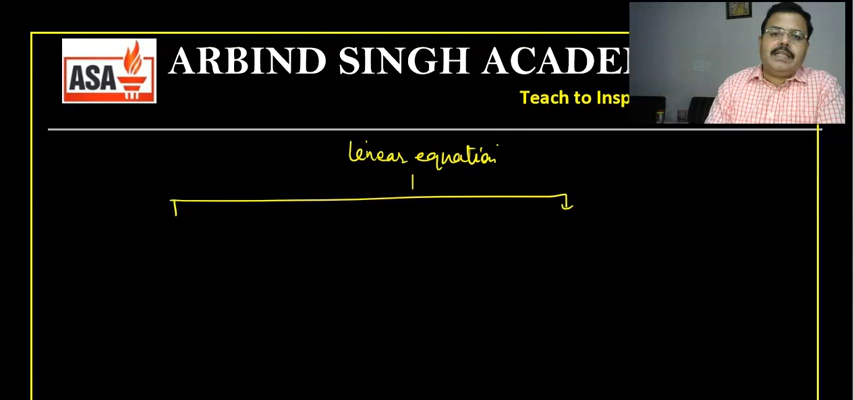 ASA
ARBIND SINGH ACADE
Teach to Insp
linear equation